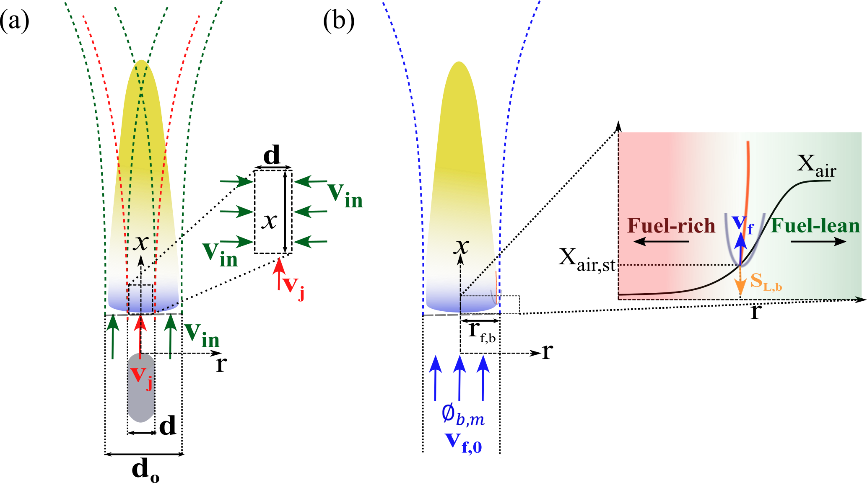 (a)
d
v_in
x
v_in
v_j
x
v_in
r
v_j
d
d_o
(b)
X_air
Fuel-rich
v_f
Fuel-lean
X_air,st
S_L,b
r
x
r_f,b
r
∅_b,m
v_f,0